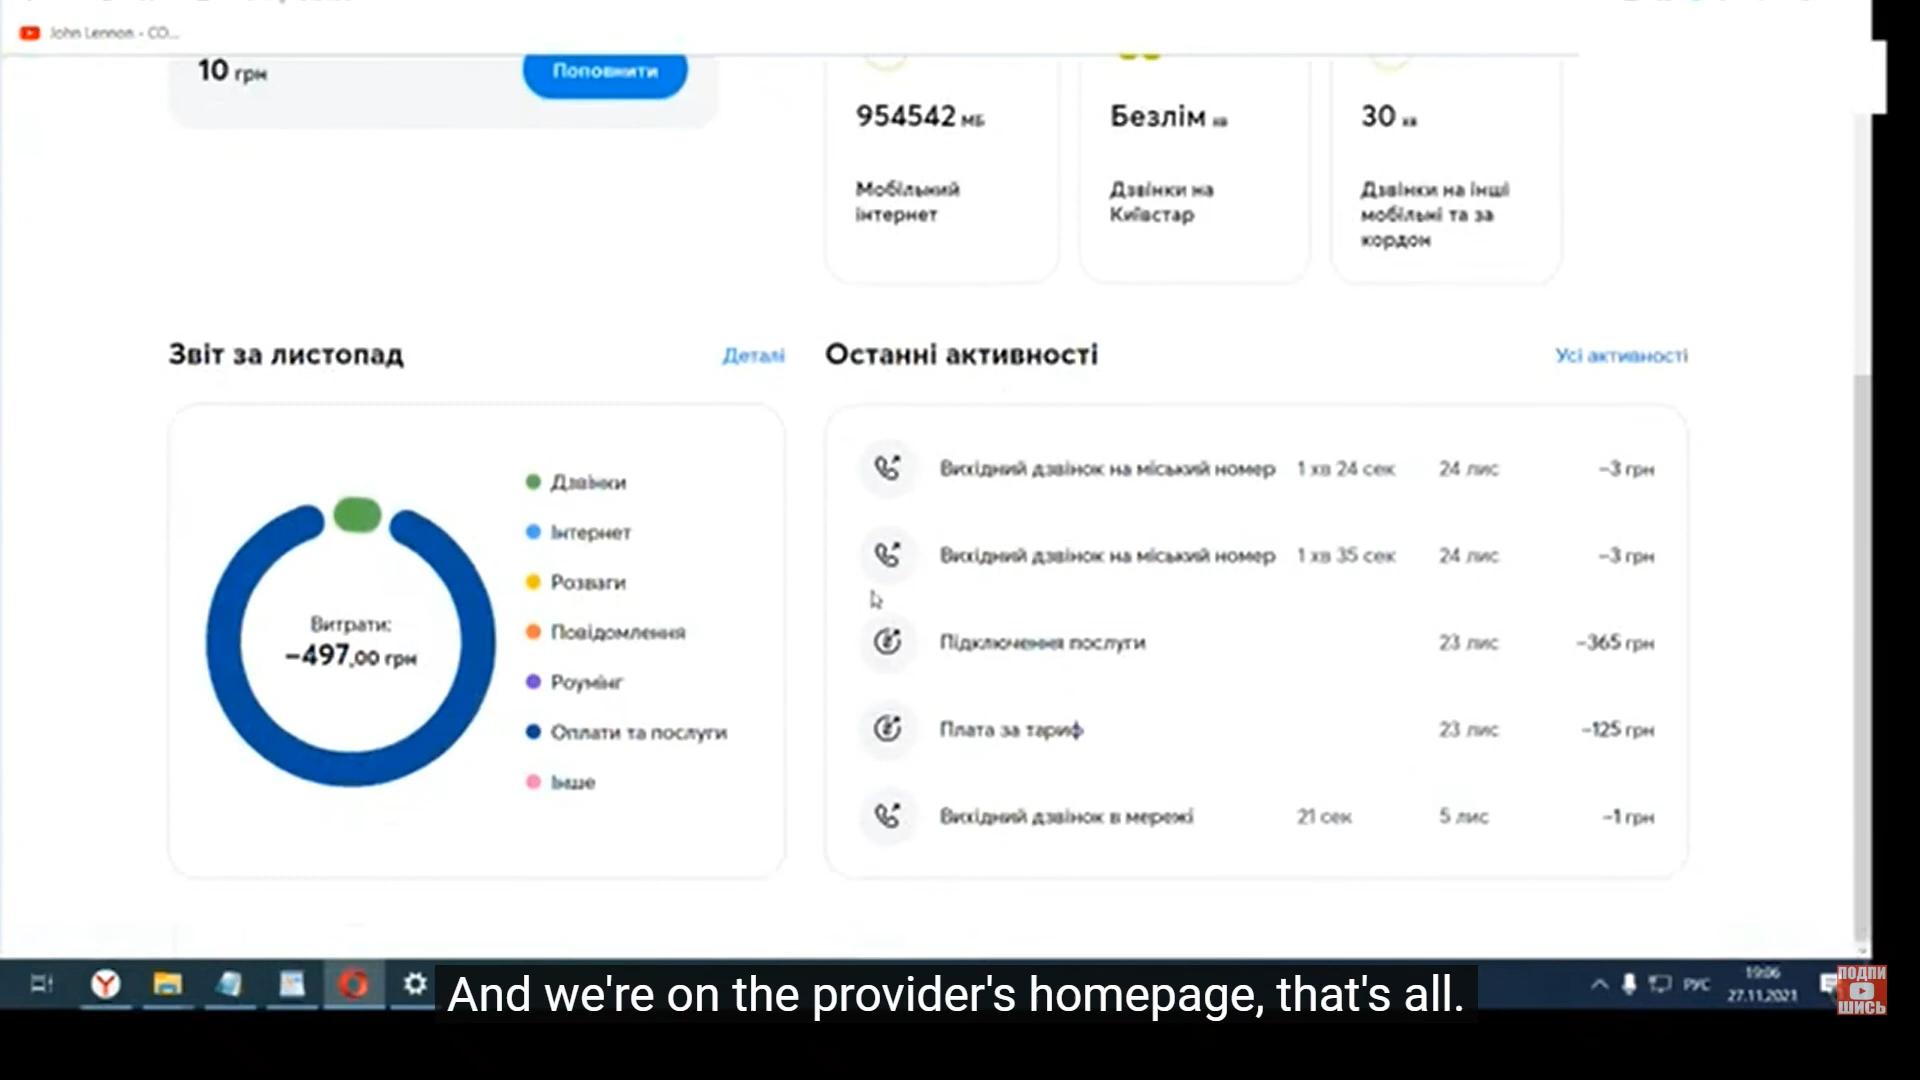 John Lennon - CO...
10 грн
Поповнити
954542 МБ
Безлім хв
30 хв
Мобільний
інтернет
Дзвінки на
Київстар
Дзвінки на інші
мобільні та за
кордон
Звіт за листопад
Деталі
Останні активності
Усі активності
Дзвінки
Інтернет
Розваги
Повідомлення
Роумінг
Оплати та послуги
Інше
Витрати:
−497,00 грн
Вихідний дзвінок на міський номер 1 хв 24 сек 24 лис −3 грн
Вихідний дзвінок на міський номер 1 хв 35 сек 24 лис −3 грн
Підключення послуги 23 лис −365 грн
Плата за тариф 23 лис −125 грн
Вихідний дзвінок в мережі 21 сек 5 лис −1 грн
And we're on the provider's homepage, that's all.
РУС
19:06
27.11.2021
ПОДПИ
ШИСЬ